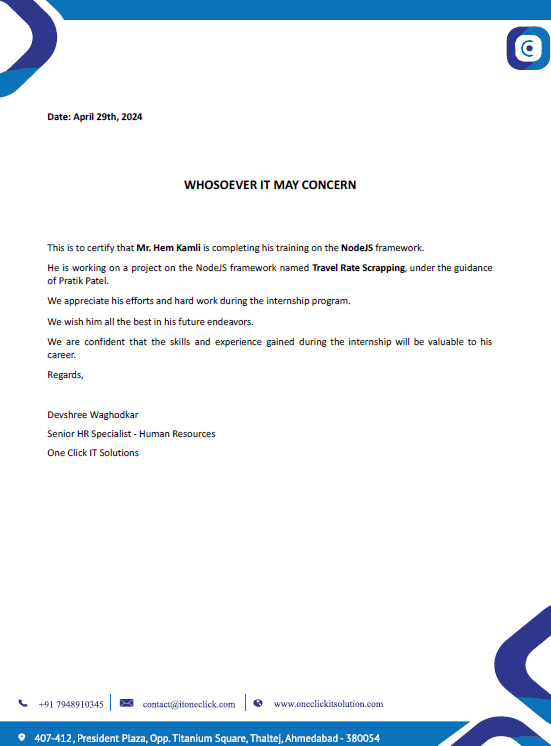 Date: April 29th, 2024
WHOSOEVER IT MAY CONCERN
This is to certify that Mr. Hem Kamli is completing his training on the NodeJS framework.
He is working on a project on the NodeJS framework named Travel Rate Scrapping, under the guidance
of Pratik Patel.
We appreciate his efforts and hard work during the internship program.
We wish him all the best in his future endeavors.
We are confident that the skills and experience gained during the internship will be valuable to his
career.
Regards,
Devshree Waghodkar
Senior HR Specialist - Human Resources
One Click IT Solutions
+91 7948910345 contact@itoneclick.com www.oneclickitsolution.com
407-412, President Plaza, Opp. Titanium Square, Thaltej, Ahmedabad - 380054